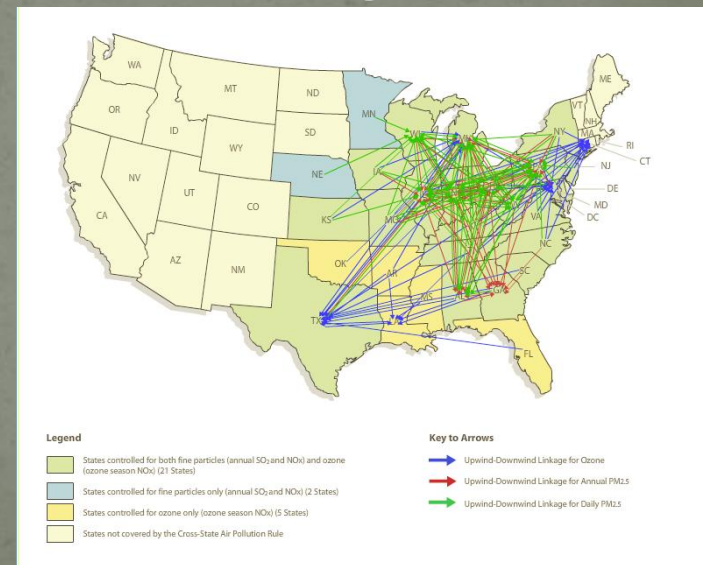 WA
OR
CA
NV
ID
MT
WY
UT
AZ
CO
NM
ND
SD
NE
KS
OK
TX
MN
IA
MO
AR
WI
MS
NY
VA
NC
SC
FL
ME
VT
NH
MA
RI
CT
NJ
DE
MD
DC
Legend
States controlled for both fine particles (annual SO2 and NOx) and ozone
(ozone season NOx) (21 States)
States controlled for fine particles only (annual SO2 and NOx) (2 States)
States controlled for ozone only (ozone season NOx) (5 States)
States not covered by the Cross-State Air Pollution Rule
Key to Arrows
Upwind-Downwind Linkage for Ozone
Upwind-Downwind Linkage for Annual PM2.5
Upwind-Downwind Linkage for Daily PM2.5